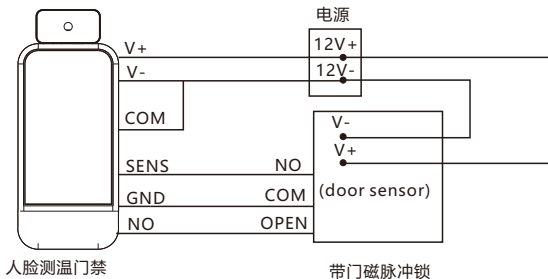 电源
V+
12V+
V-
12V-
COM
V-
V+
SENS
NO
(door sensor)
GND
COM
NO
OPEN
人脸测温门禁
带门磁脉冲锁